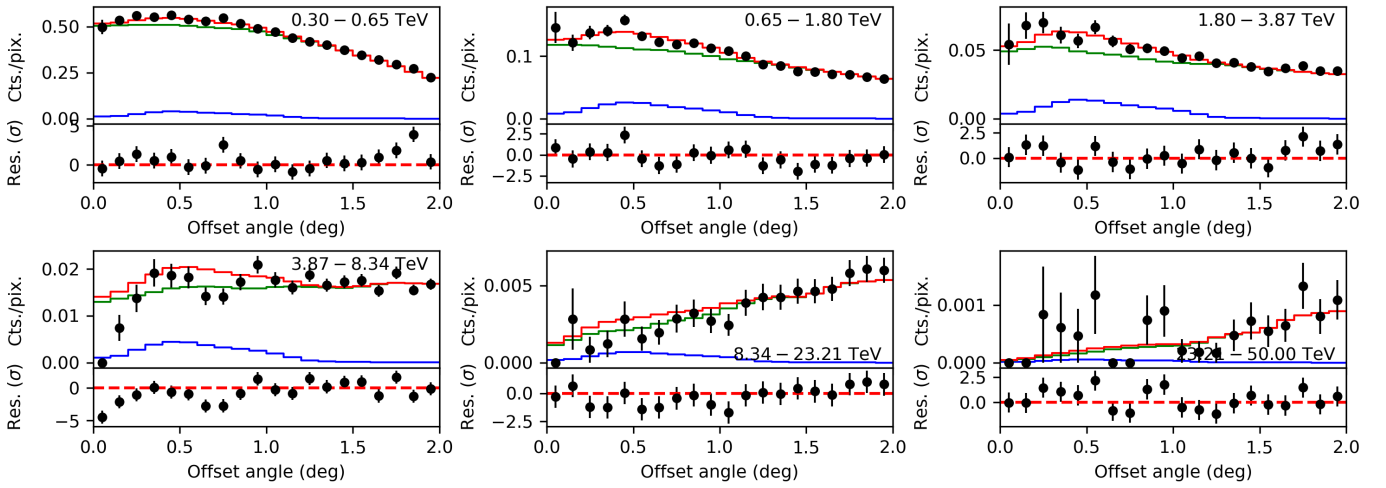 0.30 − 0.65 TeV
Cts./pix.
0.50
0.25
0.00
Res. (σ)
5
0
0.0 0.5 1.0 1.5 2.0
Offset angle (deg)
0.65 − 1.80 TeV
Cts./pix.
0.1
0.0
Res. (σ)
2.5
0.0
−2.5
0.0 0.5 1.0 1.5 2.0
Offset angle (deg)
1.80 − 3.87 TeV
Cts./pix.
0.05
0.00
Res. (σ)
2.5
0.0
0.0 0.5 1.0 1.5 2.0
Offset angle (deg)
3.87 − 8.34 TeV
Cts./pix.
0.02
0.01
0.00
Res. (σ)
0
−5
0.0 0.5 1.0 1.5 2.0
Offset angle (deg)
Cts./pix.
0.005
0.000
8.34 − 23.21 TeV
Res. (σ)
0.0
−2.5
0.0 0.5 1.0 1.5 2.0
Offset angle (deg)
Cts./pix.
0.001
0.000
23.21 − 50.00 TeV
Res. (σ)
2.5
0.0
0.0 0.5 1.0 1.5 2.0
Offset angle (deg)